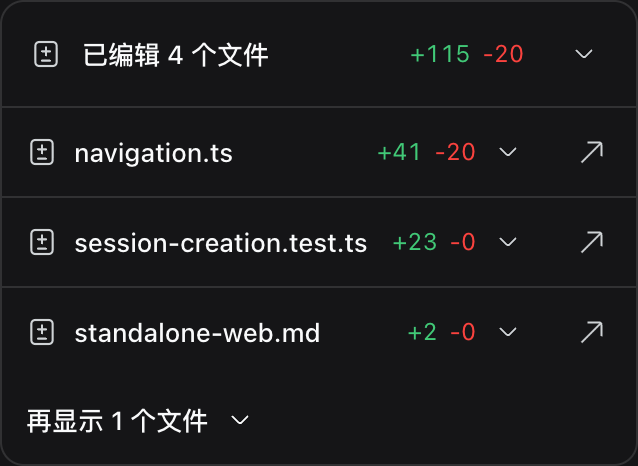 已编辑 4 个文件 +115 -20
navigation.ts +41 -20
session-creation.test.ts +23 -0
standalone-web.md +2 -0
再显示 1 个文件